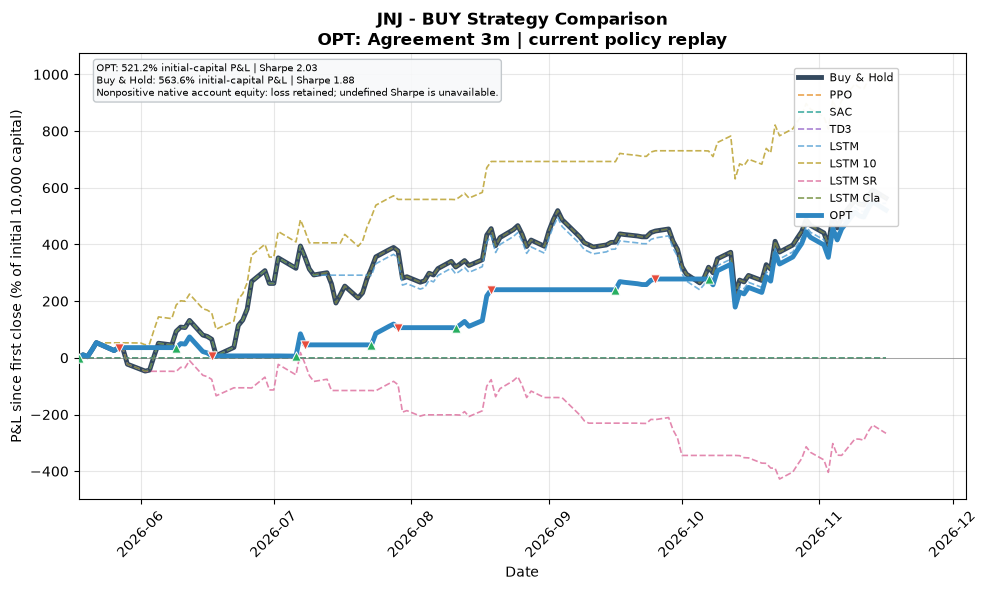 JNJ - BUY Strategy Comparison
OPT: Agreement 3m | current policy replay
OPT: 521.2% initial-capital P&L | Sharpe 2.03
Buy & Hold: 563.6% initial-capital P&L | Sharpe 1.88
Nonpositive native account equity: loss retained; undefined Sharpe is unavailable.
Buy & Hold
PPO
SAC
TD3
LSTM
LSTM 10
LSTM SR
LSTM Cla
OPT
P&L since first close (% of initial 10,000 capital)
1000
800
600
400
200
0
−200
−400
2026-06
2026-07
2026-08
2026-09
2026-10
2026-11
2026-12
Date